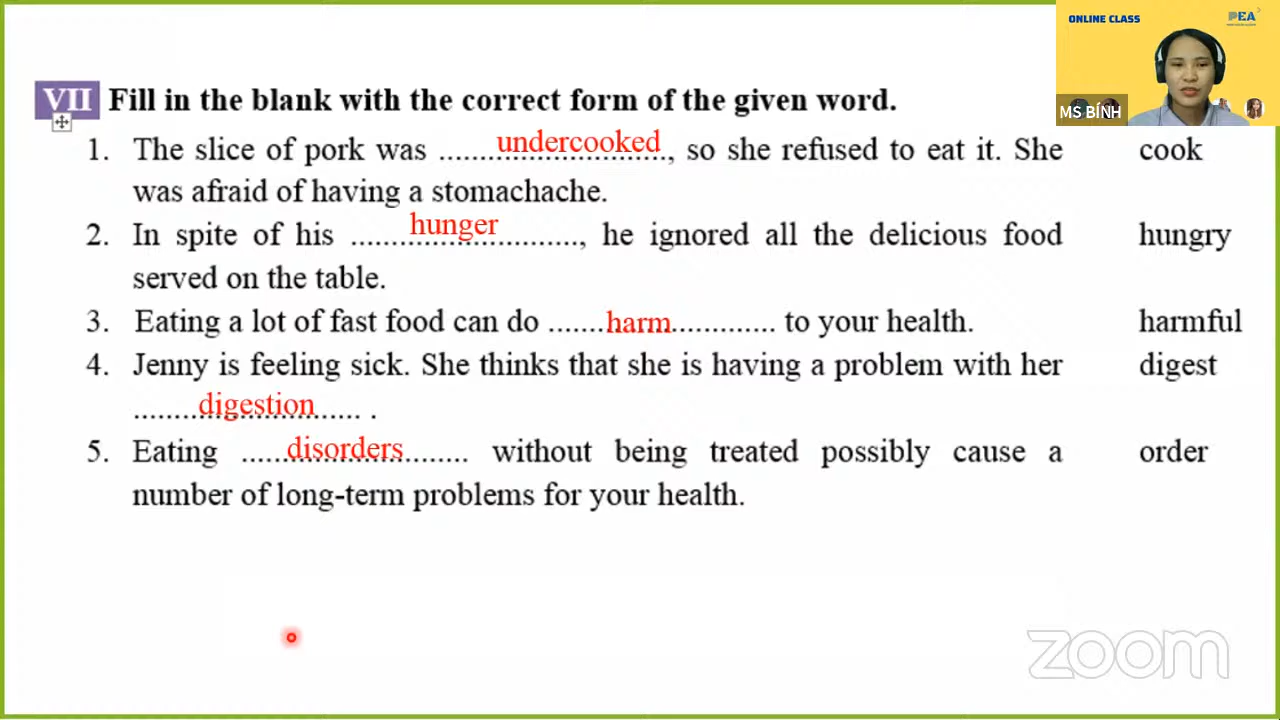 ONLINE CLASS
PEA
MS BÍNH
VII Fill in the blank with the correct form of the given word.
1. The slice of pork was ........undercooked........, so she refused to eat it. She cook
was afraid of having a stomachache.
2. In spite of his ........hunger........, he ignored all the delicious food hungry
served on the table.
3. Eating a lot of fast food can do .......harm............. to your health. harmful
4. Jenny is feeling sick. She thinks that she is having a problem with her digest
........digestion........ .
5. Eating ......disorders........ without being treated possibly cause a order
number of long-term problems for your health.
zoom